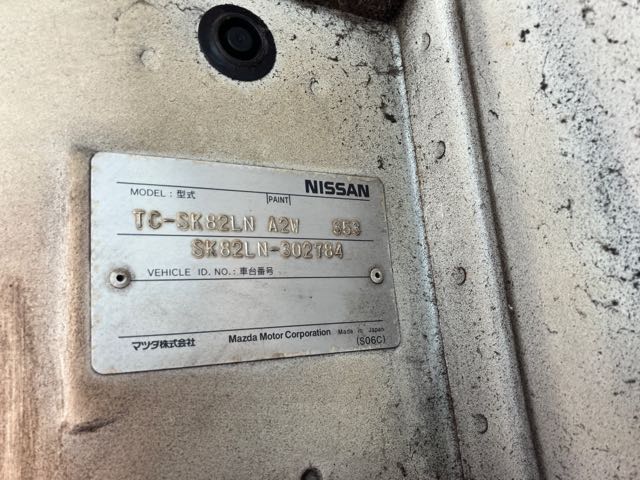 NISSAN
MODEL : 型式 PAINT
TC-SK82LN A2W S5S
SK82LN-302784
VEHICLE ID. NO. : 車台番号
マツダ株式会社 Mazda Motor Corporation Made in Japan
(S06C)